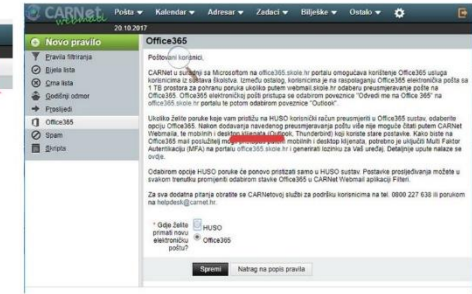 CARNet webmail
Pošta Kalendar Adresar Zadaci Bilješke Ostalo
20.10.2017
Novo pravilo
Pravila filtriranja
Bijela lista
Crna lista
Godišnji odmor
Proslijedi
Office365
Spam
Skripta
Office365
Poštovani korisnici,
CARNet u suradnji sa Microsoftom na office365.skole.hr portalu omogućava korištenje Office365 usluga
korisnicima iz sustava školstva. Između ostalog, korisnicima je na raspolaganju Office365 elektronička pošta sa
1 TB prostora za pohranu poruka ukoliko putem webmail.skole.hr odaberu preusmjeravanje pošte na
Office365. Office365 elektroničkoj pošti pristupa se odabirom poveznice "Odvedi me na Office 365" na
office365.skole.hr portalu te potom odabirom poveznice "Outlook".
Ukoliko želite poruke koje vam pristižu na HUSO korisnički račun preusmjeriti u Office365 sustav, odaberite
opciju Office365. Nakon dodavanja navedenog preusmjeravanja poštu više nije moguće čitati putem CARNet
Webmaila, te mobilnih i desktop klijenata (Outlook, Thunderbird) koji koriste stare postavke. Kako biste na
Office365 mail poslužitelj mobilnih i desktop klijenata, potrebno je uključiti Multi Factor
Autentifikaciju (MFA) na portalu office365.skole.hr i generirati lozinku za Vaš uređaj. Detaljnije upute nalaze se
ovdje.
Odabirom opcije HUSO poruke će ponovo pristizati samo u HUSO sustav. Postavke proslijeđivanja možete u
svakom trenutku promijeniti odabirom stavke Office365 u CARNet Webmail aplikaciji Filteri.
Za sva dodatna pitanja obratite se CARNetovoj službi za podršku korisnicima na tel. 0800 227 638 ili porukom
na helpdesk@carnet.hr.
* Gdje želite
primati novu
elektroničku
poštu?
HUSO
Office365
Spremi Natrag na popis pravila